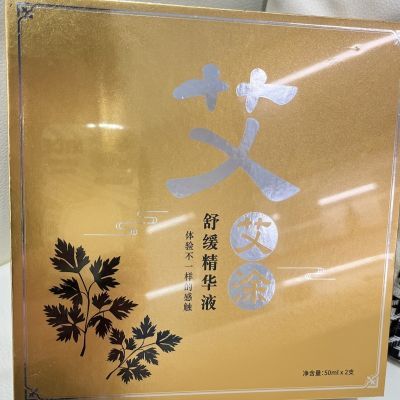 艾
艾灸
舒缓精华液
体验不一样的感触
净含量:50ml x 2支